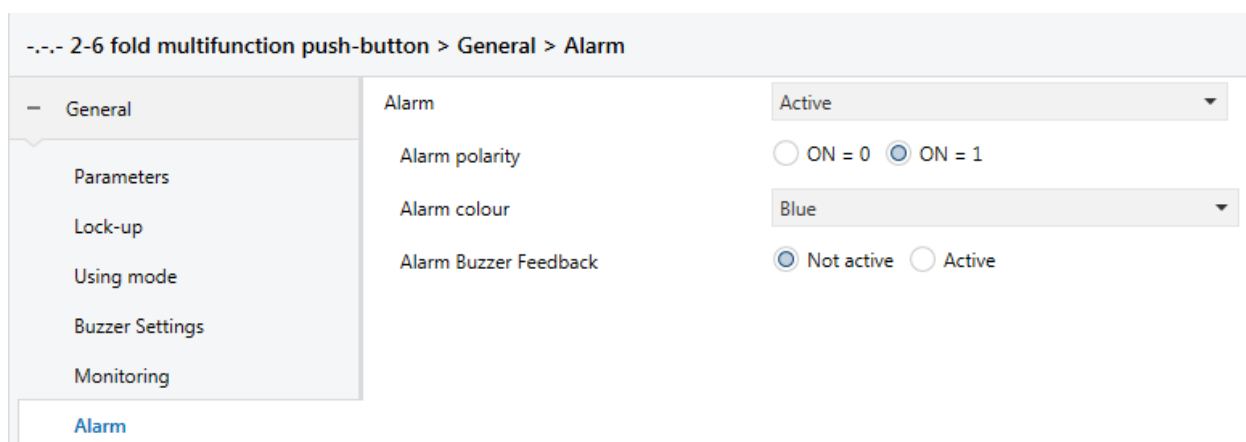 -.-.- 2-6 fold multifunction push-button > General > Alarm
– General
Parameters
Lock-up
Using mode
Buzzer Settings
Monitoring
Alarm
Alarm Active
Alarm polarity ON = 0 ON = 1
Alarm colour Blue
Alarm Buzzer Feedback Not active Active